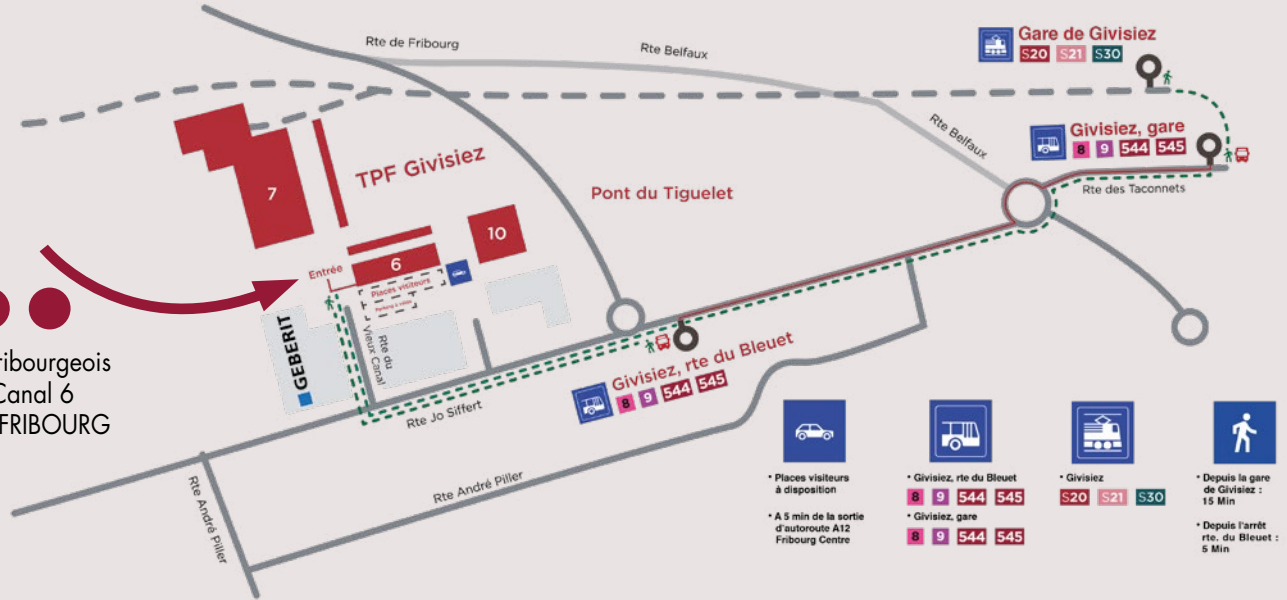 Rte de Fribourg
Rte Belfaux
Gare de Givisiez
S20 S21 S30
Rte Belfaux
Givisiez, gare
8 9 544 545
Rte des Taconnets
TPF Givisiez
7
Pont du Tiguelet
10
6
Entrée
Places visiteurs
GEBERIT
Rte du
Vieux Canal
ribourgeois
Canal 6
FRIBOURG
Givisiez, rte du Bleuet
8 9 544 545
Rte Jo Siffert
Rte André Piller
Rte André Piller
• Places visiteurs
à disposition
• A 5 min de la sortie
d'autoroute A12
Fribourg Centre
• Givisiez, rte du Bleuet
8 9 544 545
• Givisiez, gare
8 9 544 545
• Givisiez
S20 S21 S30
• Depuis la gare
de Givisiez :
15 Min
• Depuis l'arrêt
rte. du Bleuet :
5 Min